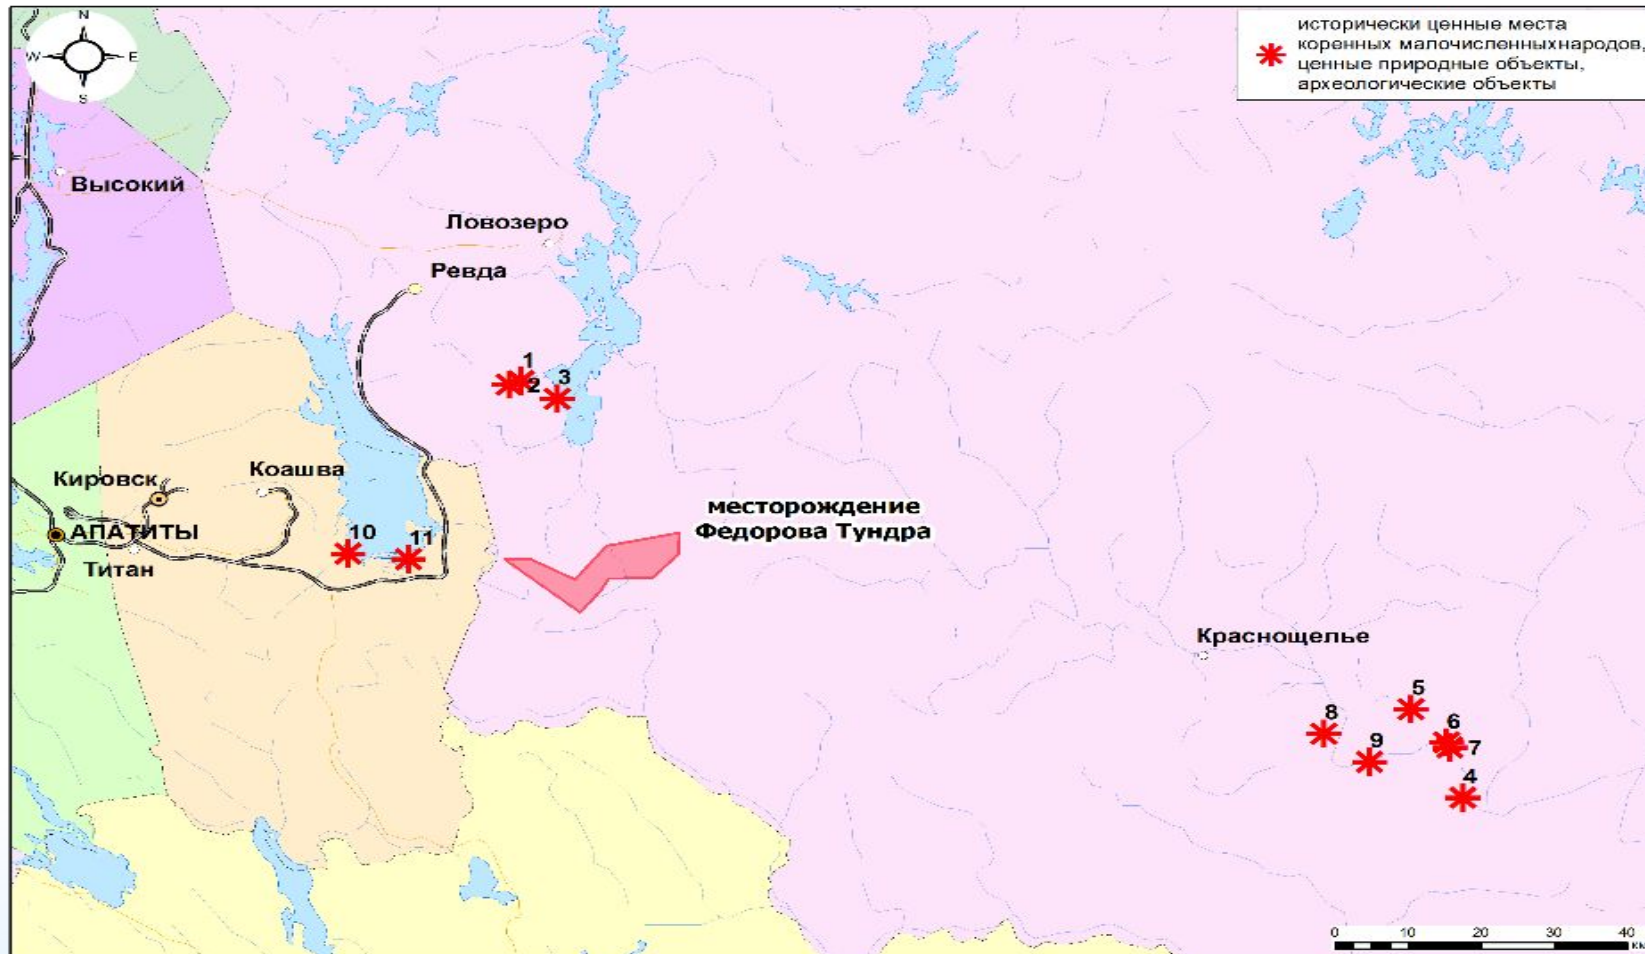 N
W E
S
исторически ценные места
коренных малочисленныхнародов,
ценные природные объекты,
археологические объекты
Высокий
Ловозеро
Ревда
1
2
3
Кировск
Коашва
АПАТИТЫ
Титан
10
11
месторождение
Федорова Тундра
Краснощелье
5
8
6
9
7
4
0 10 20 30 40
км